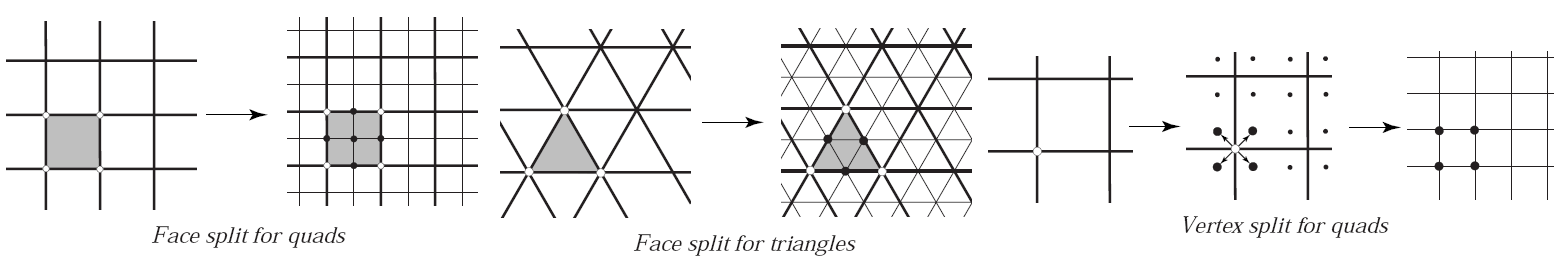 Face split for quads
Face split for triangles
Vertex split for quads